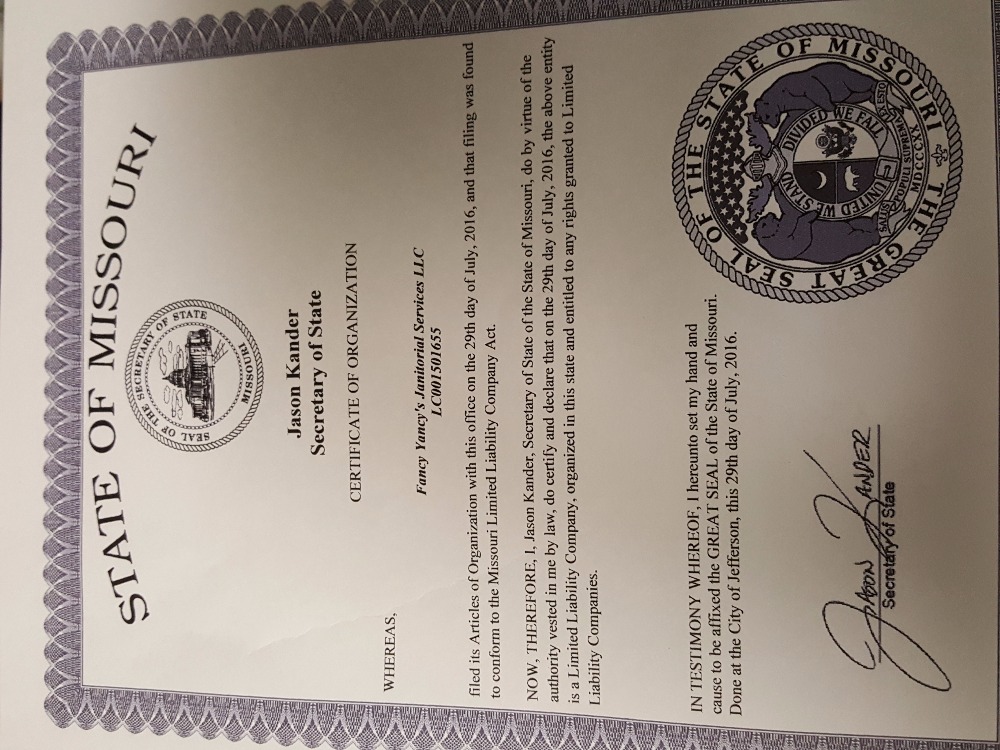 STATE OF MISSOURI
SEAL OF THE SECRETARY OF STATE
MISSOURI
Jason Kander
Secretary of State
CERTIFICATE OF ORGANIZATION
WHEREAS,
Fancy Yancy's Janitorial Services LLC
LC001501655
filed its Articles of Organization with this office on the 29th day of July, 2016, and that filing was found
to conform to the Missouri Limited Liability Company Act.
NOW, THEREFORE, I, Jason Kander, Secretary of State of the State of Missouri, do by virtue of the
authority vested in me by law, do certify and declare that on the 29th day of July, 2016, the above entity
is a Limited Liability Company, organized in this state and entitled to any rights granted to Limited
Liability Companies.
IN TESTIMONY WHEREOF, I hereunto set my hand and
cause to be affixed the GREAT SEAL of the State of Missouri.
Done at the City of Jefferson, this 29th day of July, 2016.
JASON KANDER
Secretary of State
THE GREAT SEAL OF THE STATE OF MISSOURI
UNITED WE STAND DIVIDED WE FALL
SALUS POPULI SUPREMA LEX ESTO
MDCCCXX